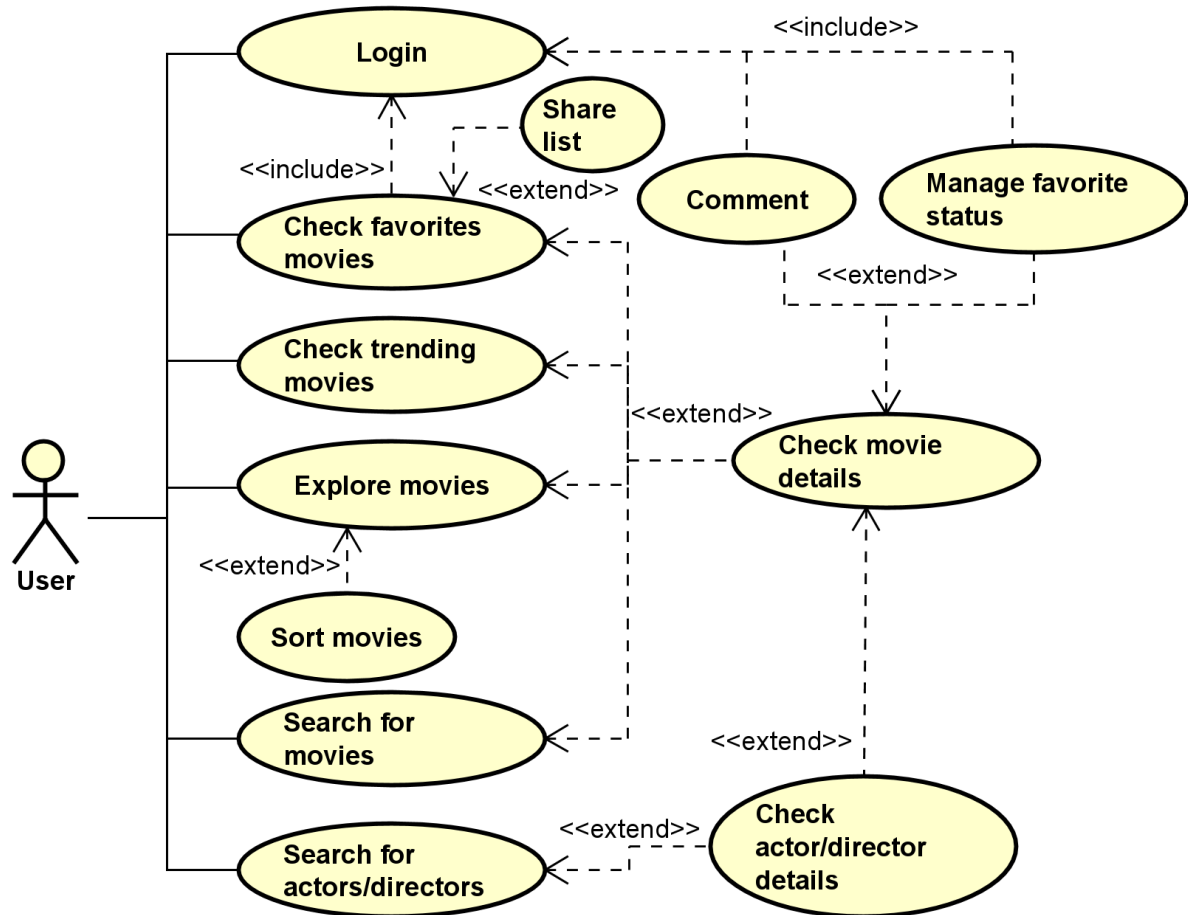 <<include>>
Login
Share
list
<<include>>
<<extend>>
Comment
Manage favorite
status
Check favorites
movies
<<extend>>
Check trending
movies
<<extend>>
Check movie
details
Explore movies
User
<<extend>>
Sort movies
Search for
movies
<<extend>>
<<extend>>
Check
actor/director
details
Search for
actors/directors